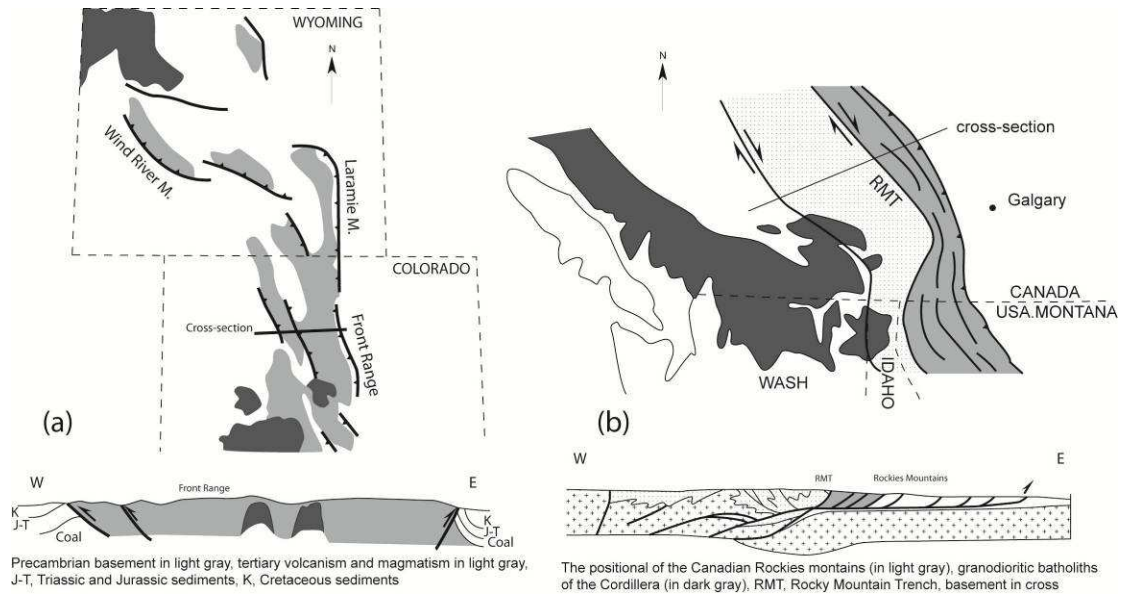 WYOMING
N
Wind River M.
Laramie M.
COLORADO
Cross-section
Front Range
(a)
W
Front Range
E
K
J-T
Coal
K
J-T
Coal
Precambrian basement in light gray, tertiary volcanism and magmatism in light gray,
J-T, Triassic and Jurassic sediments, K, Cretaceous sediments
N
cross-section
RMT
Galgary
CANADA
USA.MONTANA
WASH
IDAHO
(b)
W
E
RMT
Rockies Mountains
The positional of the Canadian Rockies montains (in light gray), granodioritic batholiths
of the Cordillera (in dark gray), RMT, Rocky Mountain Trench, basement in cross